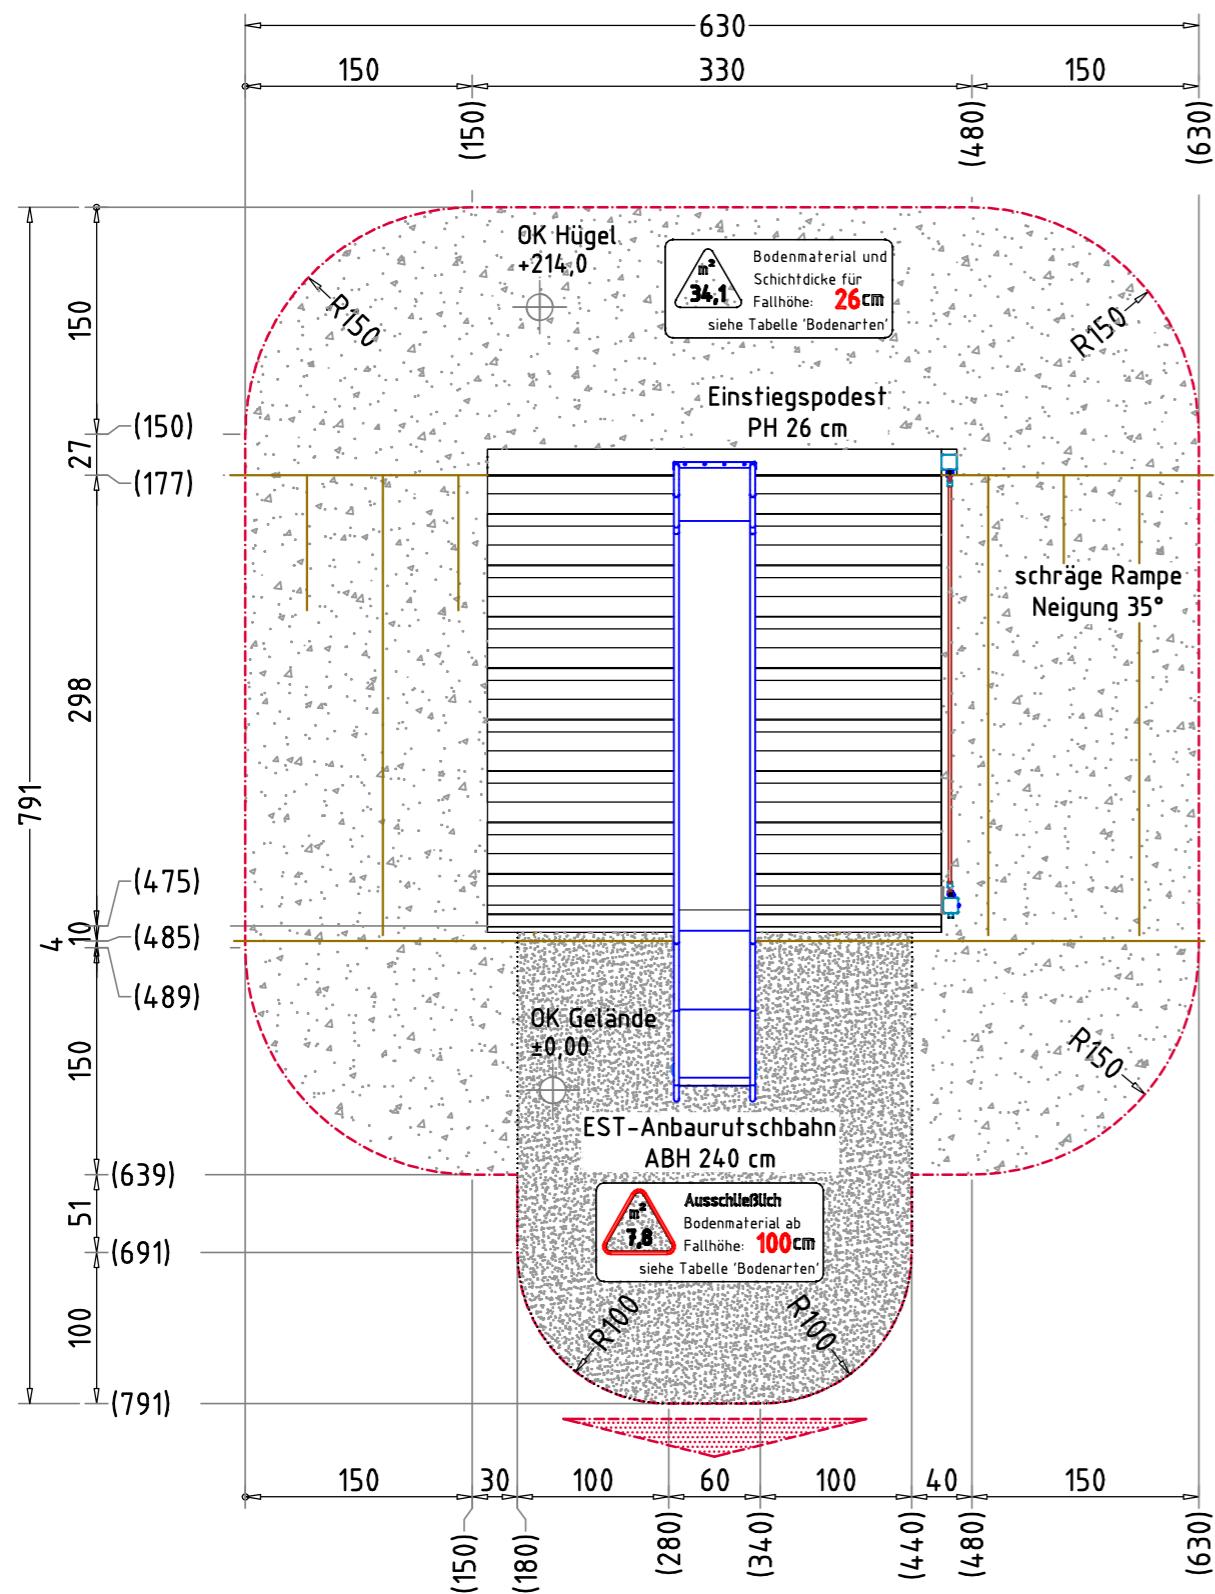 630
150
330
150
(150)
(480)
(630)
OK Hügel
+214,0
m²
34,1
Bodenmaterial und
Schichtdicke für
Fallhöhe: 26cm
siehe Tabelle 'Bodenarten'
R150
R150
Einstiegspodest
PH 26 cm
150
(150)
27
(177)
schräge Rampe
Neigung 35°
298
791
(475)
10
(485)
4
(489)
OK Gelände
±0,00
R150
150
EST-Anbaurutschbahn
ABH 240 cm
(639)
51
(691)
m²
7,8
Ausschließlich
Bodenmaterial ab
Fallhöhe: 100cm
siehe Tabelle 'Bodenarten'
R100
R100
100
(791)
150
30
100
60
100
40
150
(150)
(180)
(280)
(340)
(440)
(480)
(630)